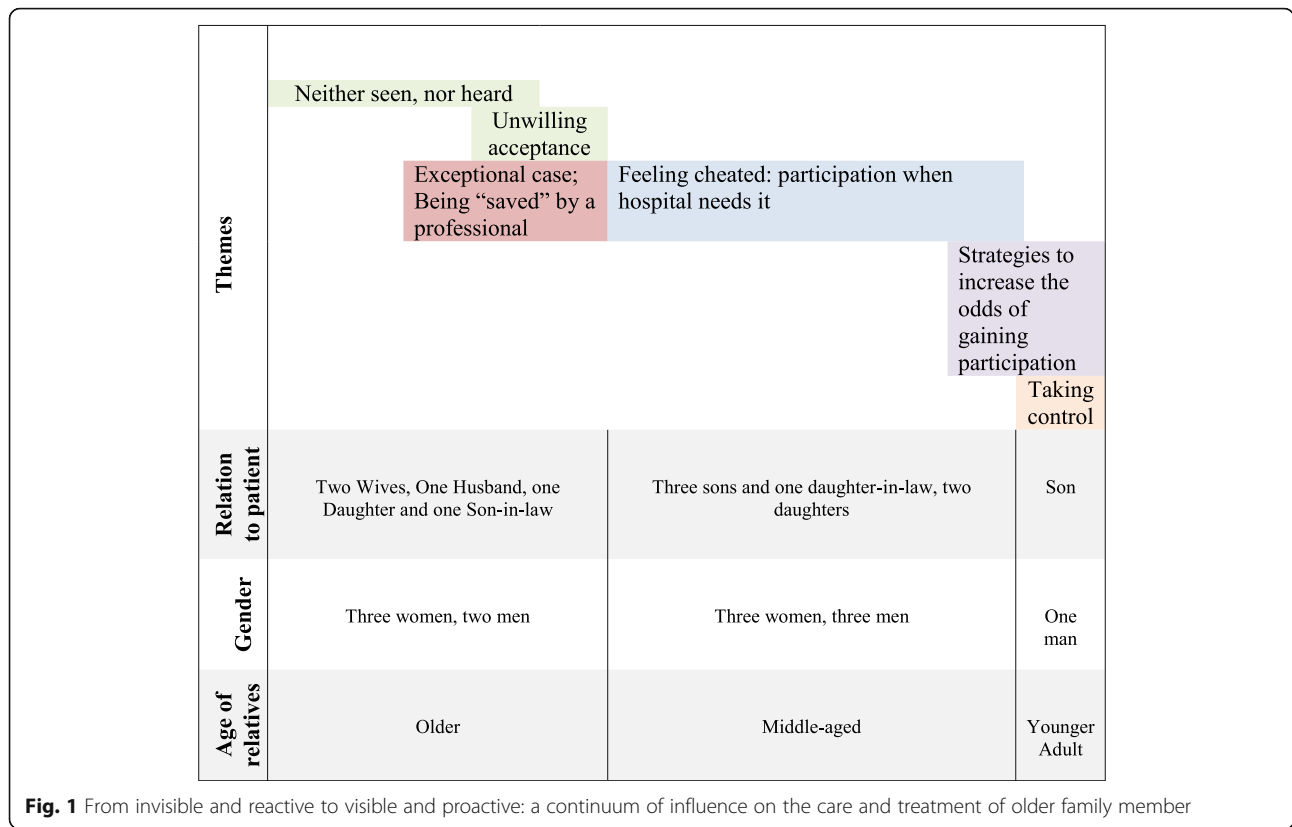 Themes
Neither seen, nor heard
Unwilling
acceptance
Exceptional case;
Being “saved” by a
professional
Feeling cheated: participation when
hospital needs it
Strategies to
increase the
odds of
gaining
participation
Taking
control
Relation
to patient
Two Wives, One Husband, one
Daughter and one Son-in-law
Three sons and one daughter-in-law, two
daughters
Son
Gender
Three women, two men
Three women, three men
One
man
Age of
relatives
Older
Middle-aged
Younger
Adult
Fig. 1 From invisible and reactive to visible and proactive: a continuum of influence on the care and treatment of older family member